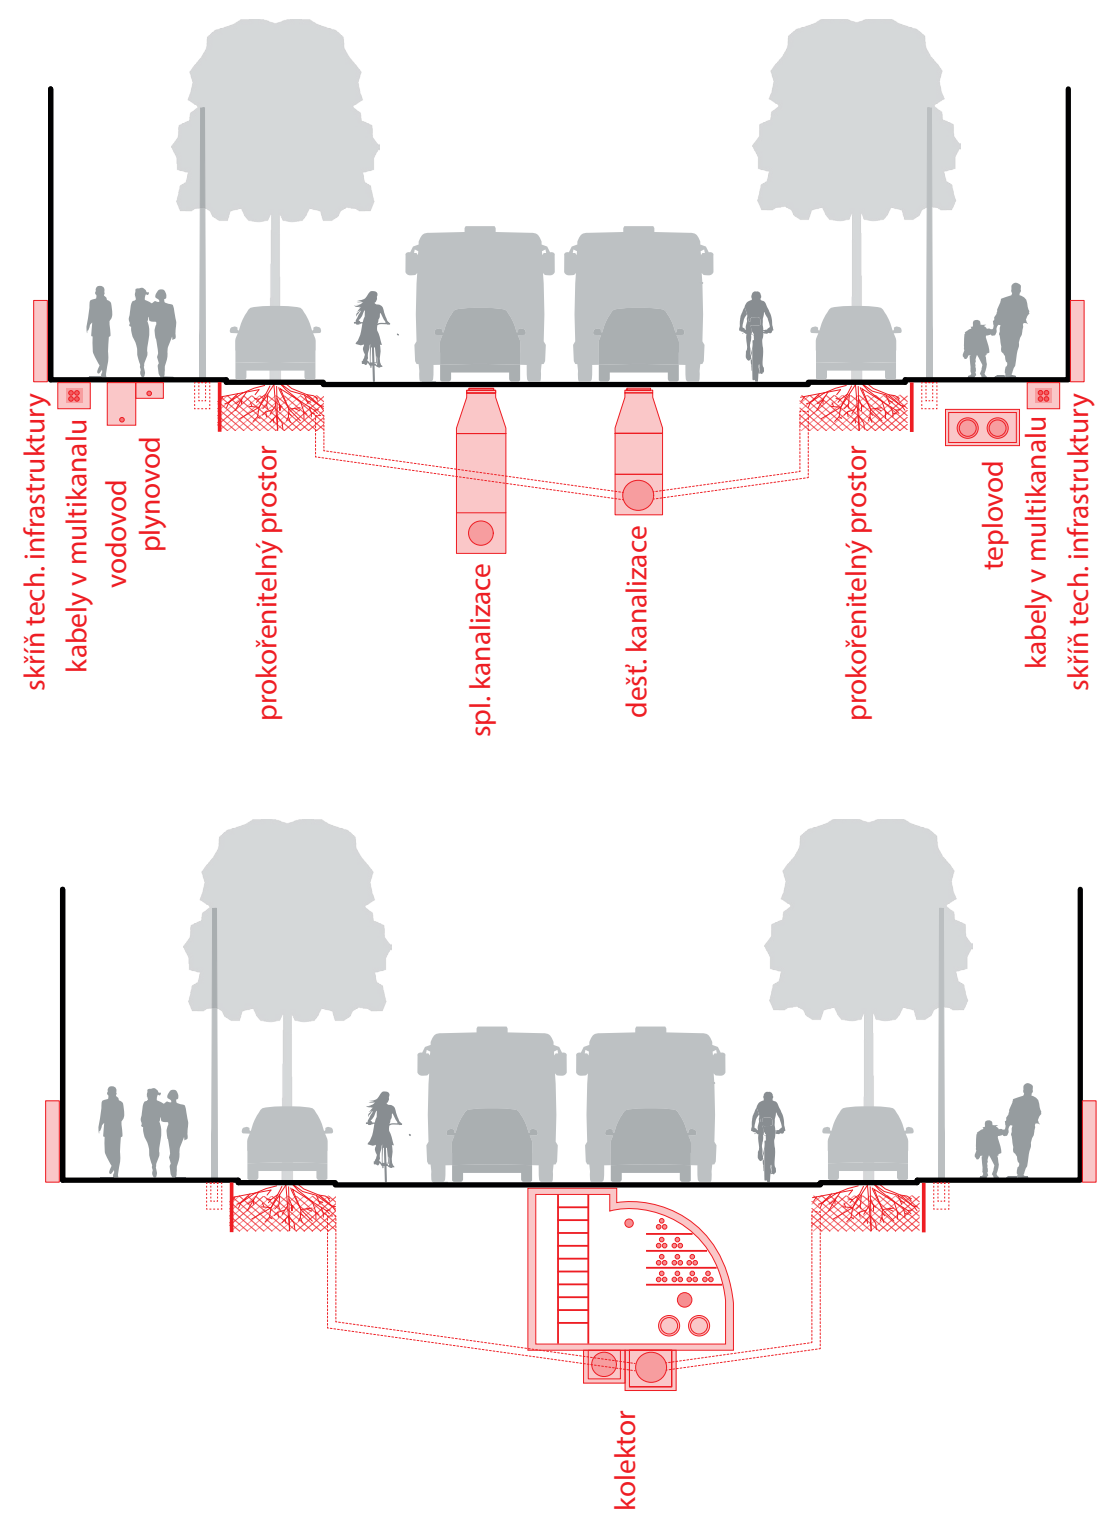 skříň tech. infrastruktury
kabely v multikanalu
vodovod
plynovod
prokořenitelný prostor
spl. kanalizace
dešť. kanalizace
prokořenitelný prostor
teplovod
kabely v multikanalu
skříň tech. infrastruktury
kolektor